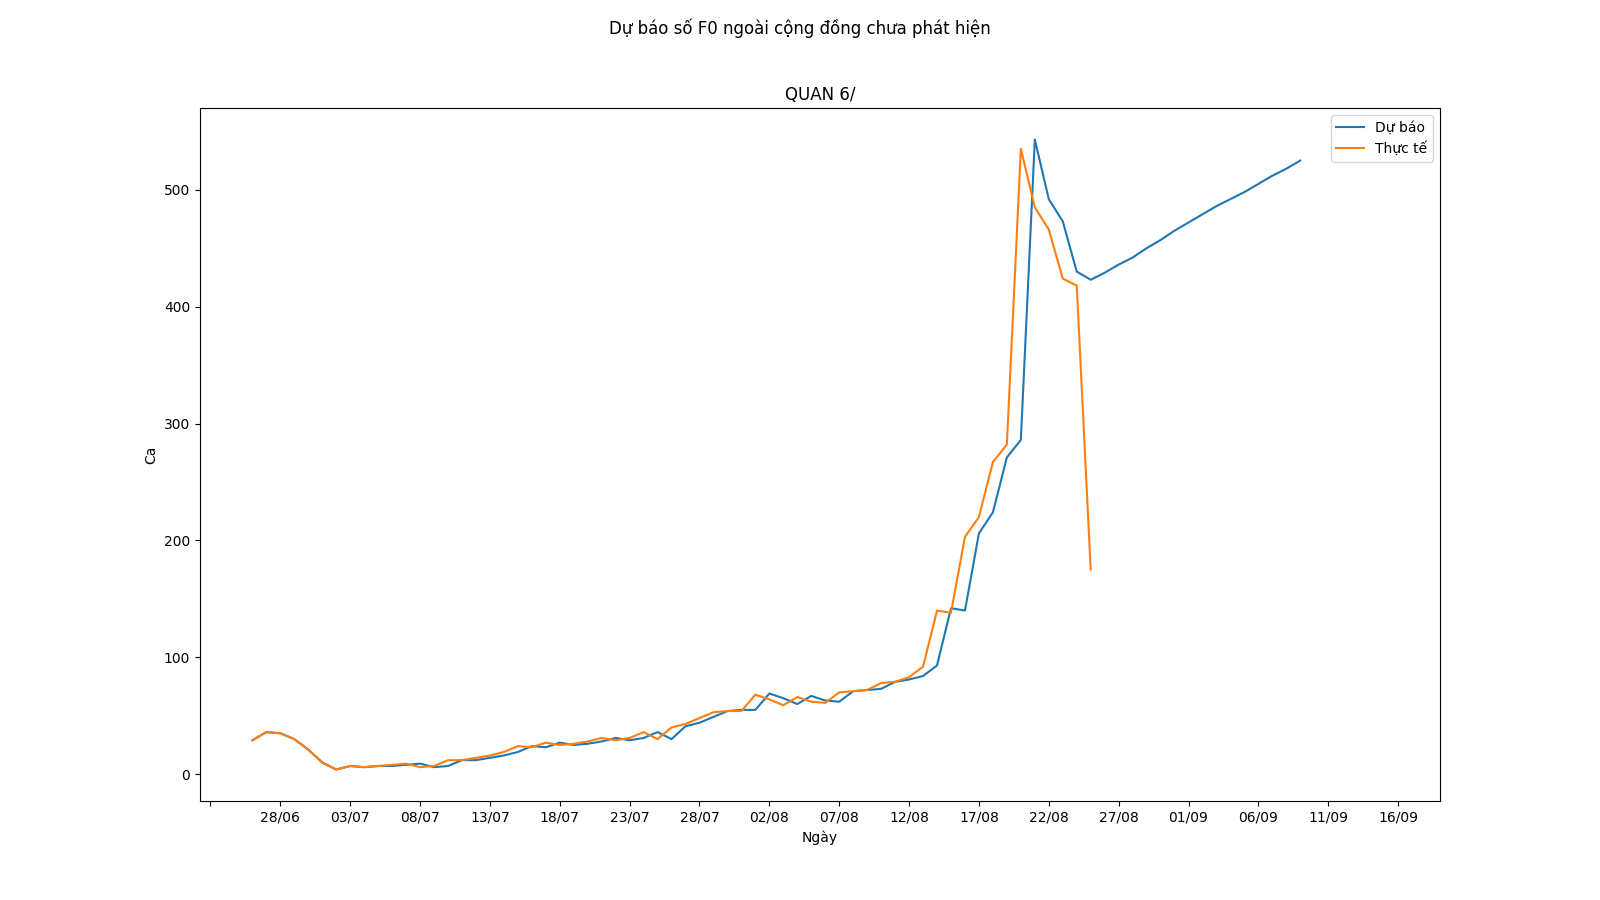 Dự báo số F0 ngoài cộng đồng chưa phát hiện
QUAN 6/
Dự báo
Thực tế
500
400
300
200
100
0
Ca
28/06 03/07 08/07 13/07 18/07 23/07 28/07 02/08 07/08 12/08 17/08 22/08 27/08 01/09 06/09 11/09 16/09
Ngày